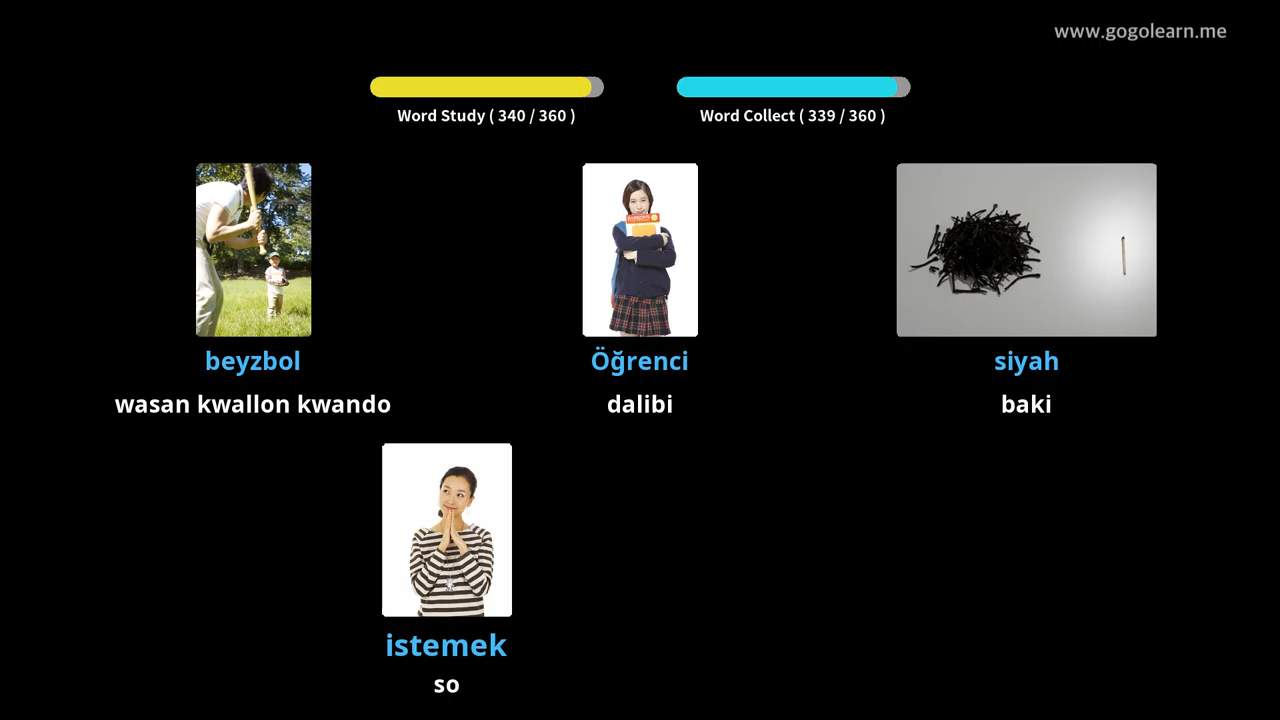 www.gogolearn.me
Word Study ( 340 / 360 )
Word Collect ( 339 / 360 )
beyzbol
Öğrenci
siyah
wasan kwallon kwando
dalibi
baki
istemek
so